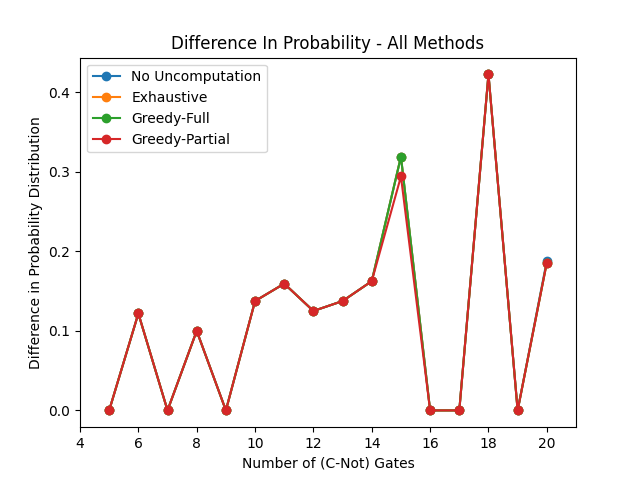 Difference In Probability - All Methods
No Uncomputation
Exhaustive
Greedy-Full
Greedy-Partial
Difference in Probability Distribution
0.4
0.3
0.2
0.1
0.0
4 6 8 10 12 14 16 18 20
Number of (C-Not) Gates